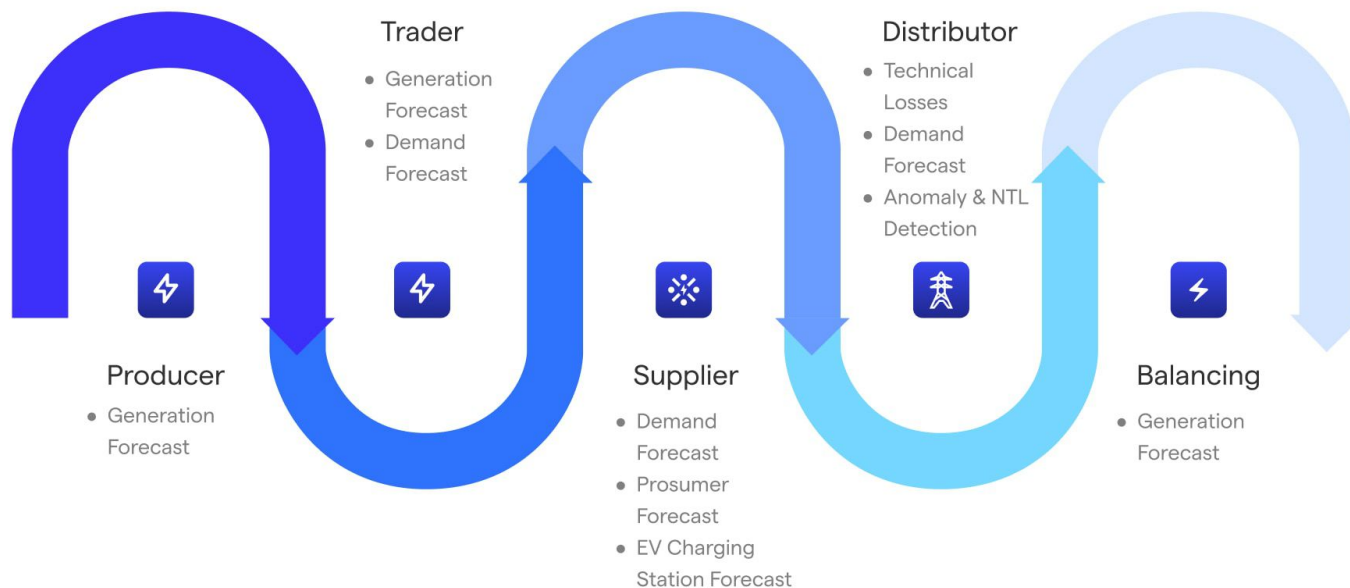 Producer
● Generation
Forecast
Trader
● Generation
Forecast
● Demand
Forecast
Supplier
● Demand
Forecast
● Prosumer
Forecast
● EV Charging
Station Forecast
Distributor
● Technical
Losses
● Demand
Forecast
● Anomaly & NTL
Detection
Balancing
● Generation
Forecast